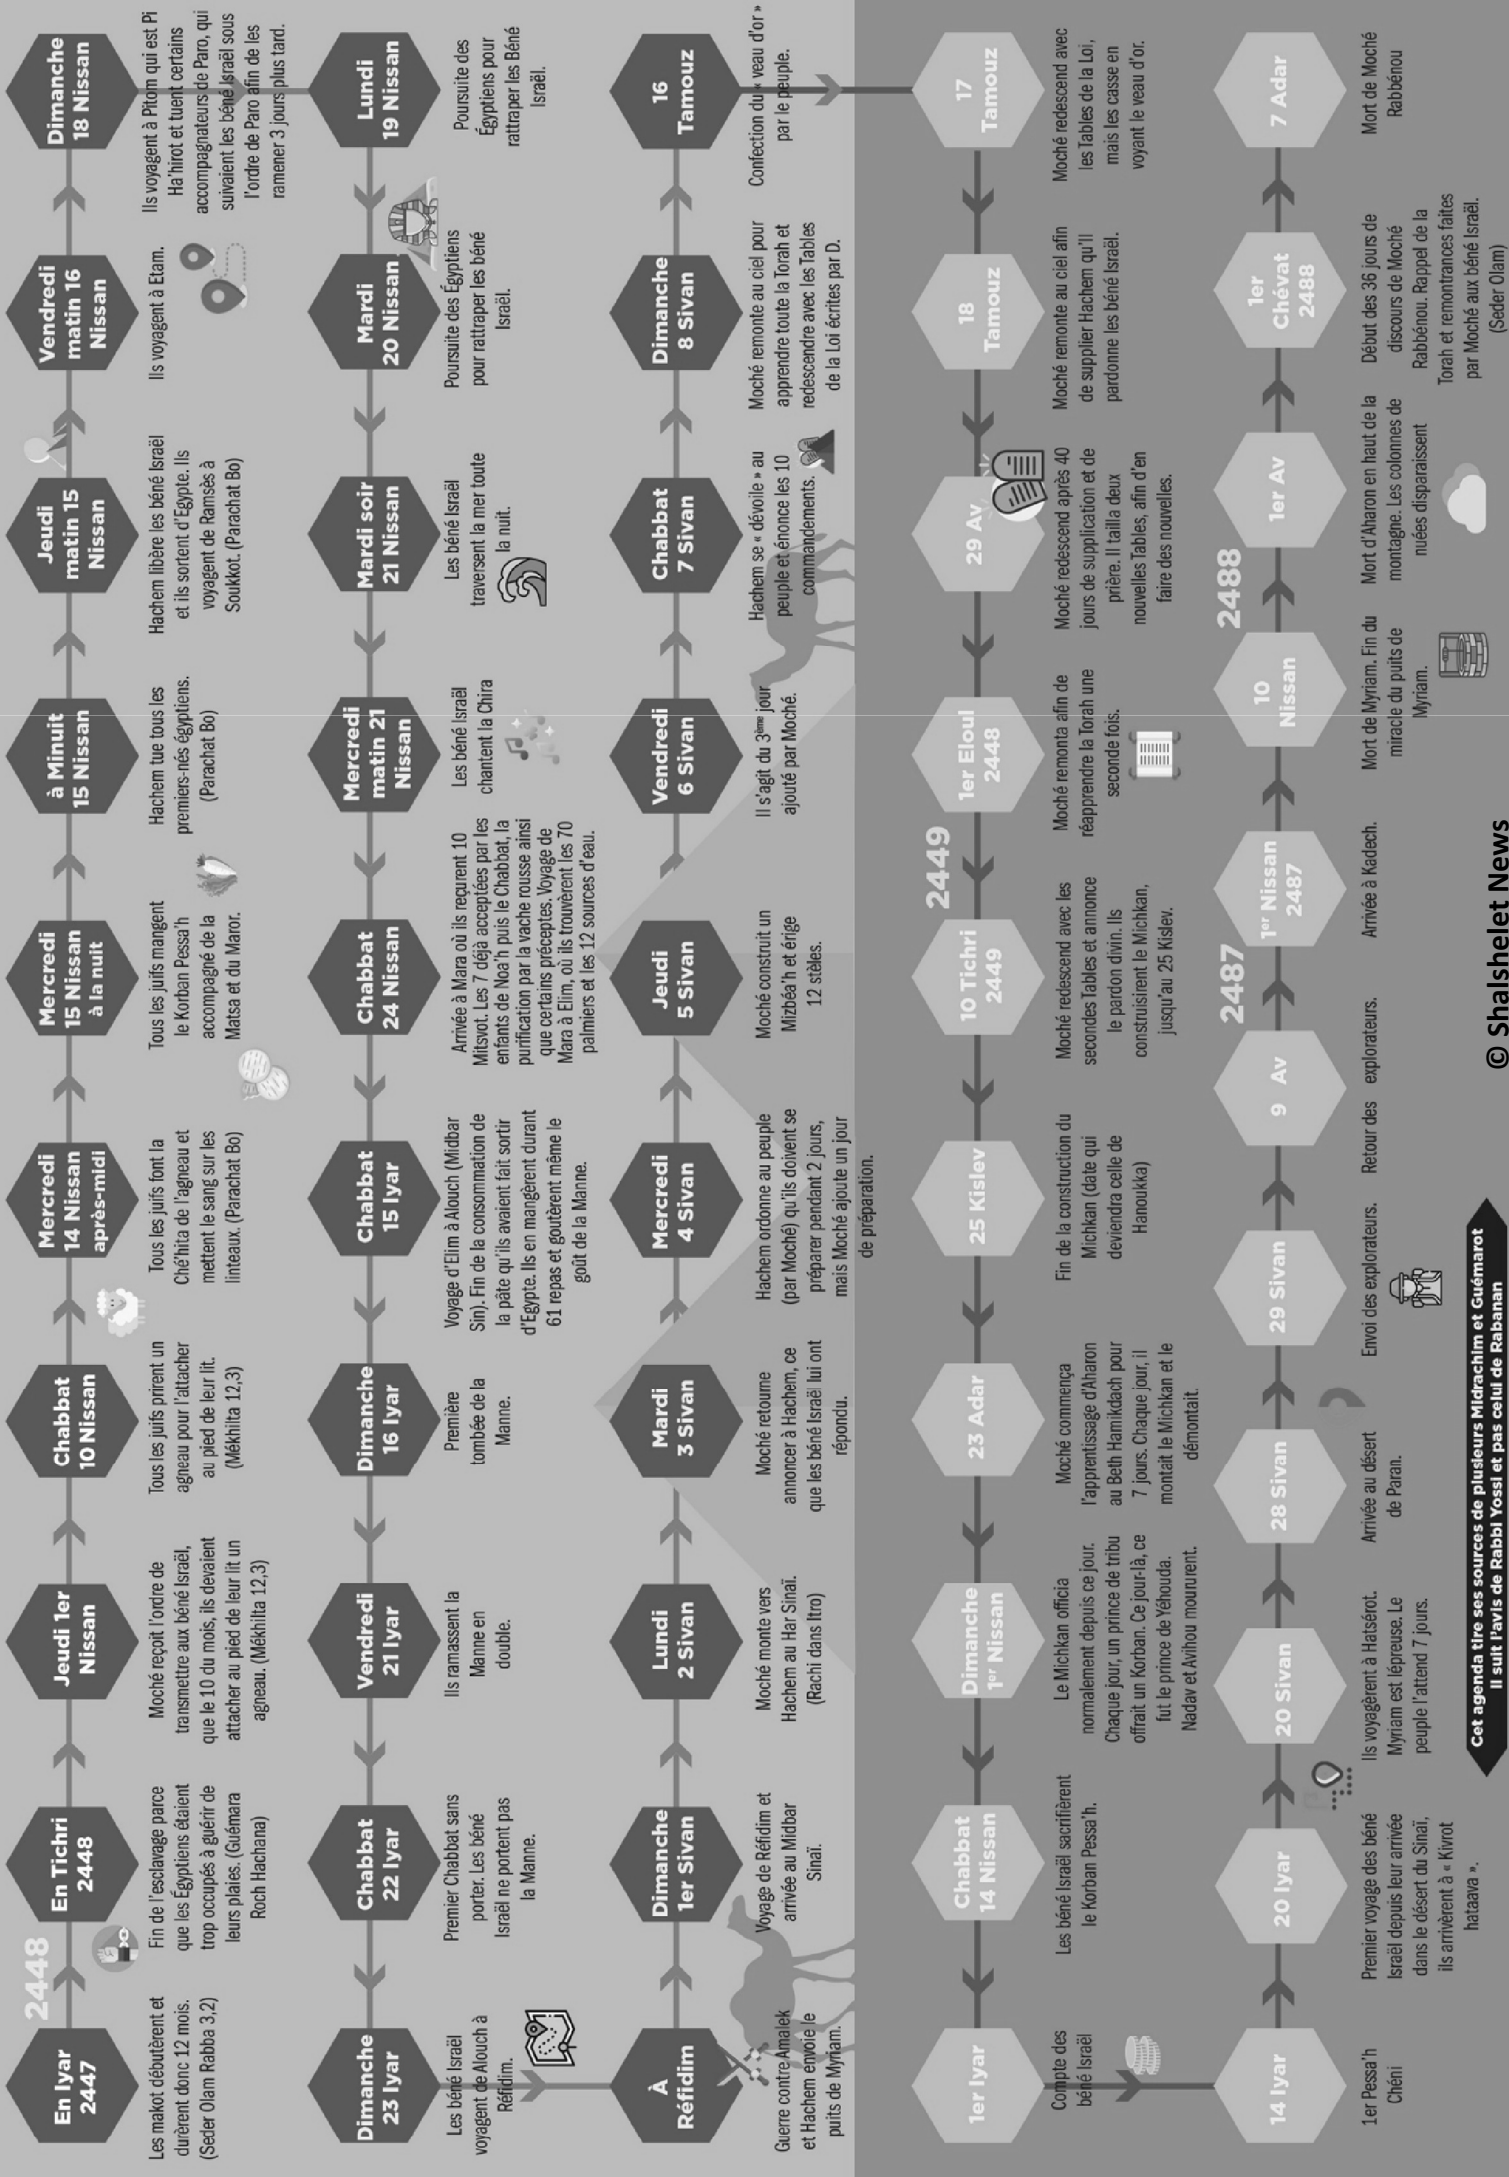 2448
En Iyar
2447
Les makot débutèrent et
durèrent donc 12 mois.
(Seder Olam Rabba 3,2)
En Tichri
2448
Fin de l'esclavage parce
que les Égyptiens étaient
trop occupés à guérir de
leurs plaies. (Guémara
Roch Hachana)
Jeudi 1er
Nissan
Moché reçoit l'ordre de
transmettre aux béné Israël,
que le 10 du mois, ils devaient
attacher au pied de leur lit un
agneau. (Mékhilta 12,3)
Chabbat
10 Nissan
Tous les juifs prirent un
agneau pour l'attacher
au pied de leur lit.
(Mékhilta 12,3)
Mercredi
14 Nissan
après-midi
Tous les juifs font la
Ché'hita de l'agneau et
mettent le sang sur les
linteaux. (Parachat Bo)
Mercredi
15 Nissan
à la nuit
Tous les juifs mangent
le Korban Pessa'h
accompagné de la
Matsa et du Maror.
à Minuit
15 Nissan
Hachem tue tous les
premiers-nés égyptiens.
(Parachat Bo)
Jeudi
matin 15
Nissan
Hachem libère les béné Israël
et ils sortent d'Egypte. Ils
voyagent de Ramsès à
Soukkot. (Parachat Bo)
Vendredi
matin 16
Nissan
Ils voyagent à Etam.
Dimanche
18 Nissan
Ils voyagent à Pitom qui est Pi
Ha'hirot et tuent certains
accompagnateurs de Paro, qui
suivaient les béné Israël sous
l'ordre de Paro afin de les
ramener 3 jours plus tard.
Lundi
19 Nissan
Poursuite des
Égyptiens pour
rattraper les Béné
Israël.
Mardi
20 Nissan
Poursuite des Égyptiens
pour rattraper les béné
Israël.
Mardi soir
21 Nissan
Les béné Israël
traversent la mer toute
la nuit.
Mercredi
matin 21
Nissan
Les béné Israël
chantent la Chira
Chabbat
24 Nissan
Arrivée à Mara où ils reçurent 10
Mitsvot. Les 7 déjà acceptées par les
enfants de Noa'h puis le Chabbat, la
purification par la vache rousse ainsi
que certains préceptes. Voyage de
Mara à Elim, où ils trouvèrent les 70
palmiers et les 12 sources d'eau.
Chabbat
15 Iyar
Voyage d'Elim à Alouch (Midbar
Sin). Fin de la consommation de
la pâte qu'ils avaient fait sortir
d'Egypte. Ils en mangèrent durant
61 repas et goutèrent même le
goût de la Manne.
Dimanche
16 Iyar
Première
tombée de la
Manne.
Vendredi
21 Iyar
Ils ramassent la
Manne en
double.
Chabbat
22 Iyar
Premier Chabbat sans
porter. Les béné
Israël ne portent pas
la Manne.
Dimanche
23 Iyar
Les béné Israël
voyagent de Alouch à
Réfidim.
À
Réfidim
Guerre contre Amalek
et Hachem envoie le
puits de Myriam.
Dimanche
1er Sivan
Voyage de Réfidim et
arrivée au Midbar
Sinaï.
Lundi
2 Sivan
Moché monte vers
Hachem au Har Sinaï.
(Rachi dans Itro)
Mardi
3 Sivan
Moché retourne
annoncer à Hachem, ce
que les béné Israël lui ont
répondu.
Mercredi
4 Sivan
Hachem ordonne au peuple
(par Moché) qu'ils doivent se
préparer pendant 2 jours,
mais Moché ajoute un jour
de préparation.
Jeudi
5 Sivan
Moché construit un
Mizbéa'h et érige
12 stèles.
Vendredi
6 Sivan
Il s'agit du 3ème jour
ajouté par Moché.
Chabbat
7 Sivan
Hachem se « dévoile » au
peuple et énonce les 10
commandements.
Dimanche
8 Sivan
Moché remonte au ciel pour
apprendre toute la Torah et
redescendre avec les Tables
de la Loi écrites par D.
16
Tamouz
Confection du « veau d'or »
par le peuple.
17
Tamouz
Moché redescend avec
les Tables de la Loi,
mais les casse en
voyant le veau d'or.
18
Tamouz
Moché remonte au ciel afin
de supplier Hachem qu'il
pardonne les béné Israël.
29 Av
Moché redescend après 40
jours de supplication et de
prière. Il tailla deux
nouvelles Tables, afin d'en
faire des nouvelles.
1er Eloul
2448
Moché remonta afin de
réapprendre la Torah une
seconde fois.
2449
10 Tichri
2449
Moché redescend avec les
secondes Tables et annonce
le pardon divin. Ils
construisirent le Michkan,
jusqu'au 25 Kislev.
25 Kislev
Fin de la construction du
Michkan (date qui
deviendra celle de
Hanoukka)
23 Adar
Moché commença
l'apprentissage d'Aharon
au Beth Hamikdach pour
7 jours. Chaque jour, il
montait le Michkan et le
démontait.
Dimanche
1er Nissan
Le Michkan officia
normalement depuis ce jour.
Chaque jour, un prince de tribu
offrait un Korban. Ce jour-là, ce
fut le prince de Yéhouda.
Nadav et Avihou moururent.
Chabbat
14 Nissan
Les béné Israël sacrifièrent
le Korban Pessa'h.
1er Iyar
Compte des
béné Israël
14 Iyar
1er Pessa'h
Chéni
20 Iyar
Premier voyage des béné
Israël depuis leur arrivée
dans le désert du Sinaï,
ils arrivèrent à « Kivrot
hataava ».
20 Sivan
Ils voyagèrent à Hatsérot.
Myriam est lépreuse. Le
peuple l'attend 7 jours.
28 Sivan
Arrivée au désert
de Paran.
29 Sivan
Envoi des explorateurs.
9 Av
Retour des explorateurs.
2487
1er Nissan
2487
Arrivée à Kadech.
10
Nissan
Mort de Myriam. Fin du
miracle du puits de
Myriam.
2488
1er Av
Mort d'Aharon en haut de la
montagne. Les colonnes de
nuées disparaissent
1er
Chévat
2488
Début des 36 jours de
discours de Moché
Rabbénou. Rappel de la
Torah et remontrances faites
par Moché aux béné Israël.
(Seder Olam)
7 Adar
Mort de Moché
Rabbénou
Cet agenda tire ses sources de plusieurs Midrachim et Guémarot
Il suit l'avis de Rabbi Yossi et pas celui de Rabanan
© Shalshelet News